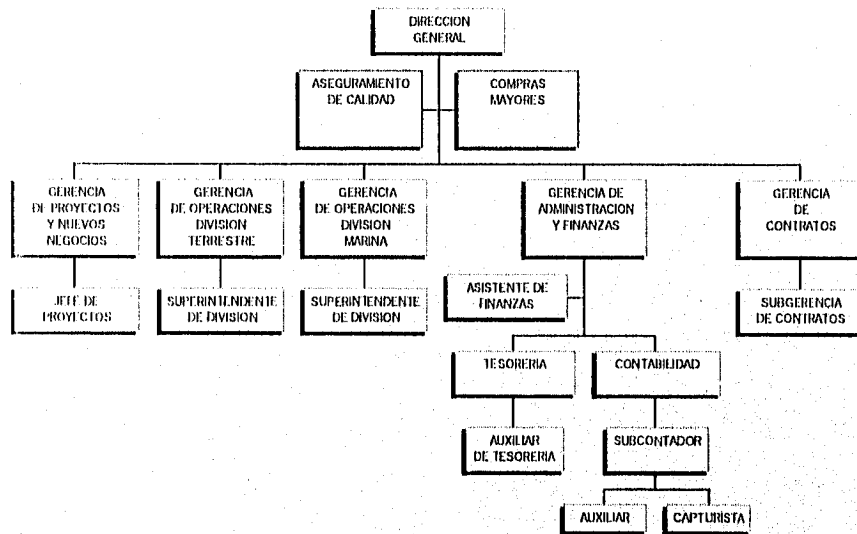 DIRECCION
GENERAL
ASEGURAMIENTO
DE CALIDAD
COMPRAS
MAYORES
GERENCIA
DE PROYECTOS
Y NUEVOS
NEGOCIOS
GERENCIA
DE OPERACIONES
DIVISION
TERRESTRE
GERENCIA
DE OPERACIONES
DIVISION
MARINA
GERENCIA DE
ADMINISTRACION
Y FINANZAS
GERENCIA
DE
CONTRATOS
JEFE DE
PROYECTOS
SUPERINTENDENTE
DE DIVISION
SUPERINTENDENTE
DE DIVISION
ASISTENTE DE
FINANZAS
SUBGERENCIA
DE CONTRATOS
TESORERIA
CONTABILIDAD
AUXILIAR
DE TESORERIA
SUBCONTADOR
AUXILIAR
CAPTURISTA